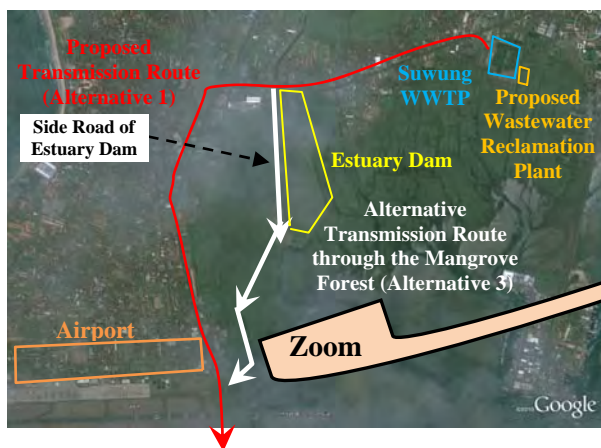 Proposed
Transmission Route
(Alternative 1)
Suwung
WWTP
Proposed
Wastewater
Reclamation
Plant
Side Road of
Estuary Dam
Estuary Dam
Alternative
Transmission Route
through the Mangrove
Forest (Alternative 3)
Airport
Zoom
Google